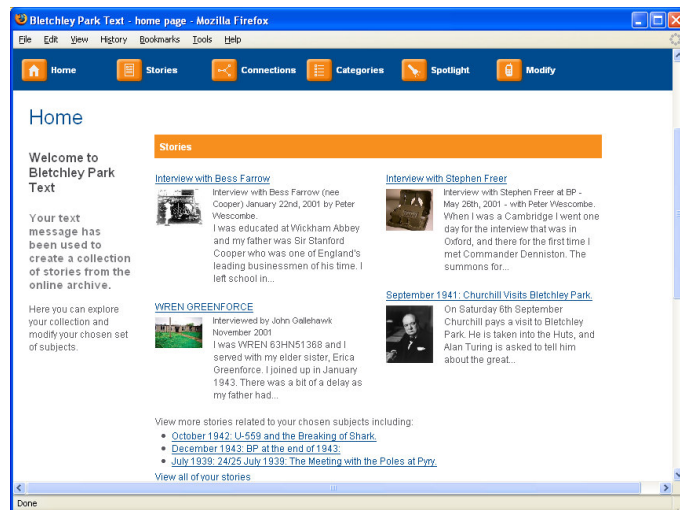 Bletchley Park Text - home page - Mozilla Firefox
File Edit View History Bookmarks Tools Help
Home Stories Connections Categories Spotlight Modify
Home
Welcome to
Bletchley Park
Text
Your text
message has
been used to
create a collection
of stories from the
online archive.
Here you can explore
your collection and
modify your chosen set
of subjects.
Stories
Interview with Bess Farrow
Interview with Bess Farrow (nee
Cooper) January 22nd, 2001 by Peter
Wescombe.
I was educated at Wickham Abbey
and my father was Sir Stanford
Cooper who was one of England's
leading businessmen of his time. I
left school in...
Interview with Stephen Freer
Interview with Stephen Freer at BP -
May 26th, 2001 - with Peter Wescombe.
When I was a Cambridge I went one
day for the interview that was in
Oxford, and there for the first time I
met Commander Denniston. The
summons for...
WREN GREENFORCE
Interviewed by John Gallehawk
November 2001
I was WREN 63HN51368 and I
served with my elder sister, Erica
Greenforce. I joined up in January
1943. There was a bit of a delay as
my father had...
September 1941: Churchill Visits Bletchley Park.
On Saturday 6th September
Churchill pays a visit to Bletchley
Park. He is taken into the Huts, and
Alan Turing is asked to tell him
about the great...
View more stories related to your chosen subjects including:
October 1942: U-559 and the Breaking of Shark.
December 1943: BP at the end of 1943:
July 1939: 24/25 July 1939: The Meeting with the Poles at Pyry.
View all of your stories
Done